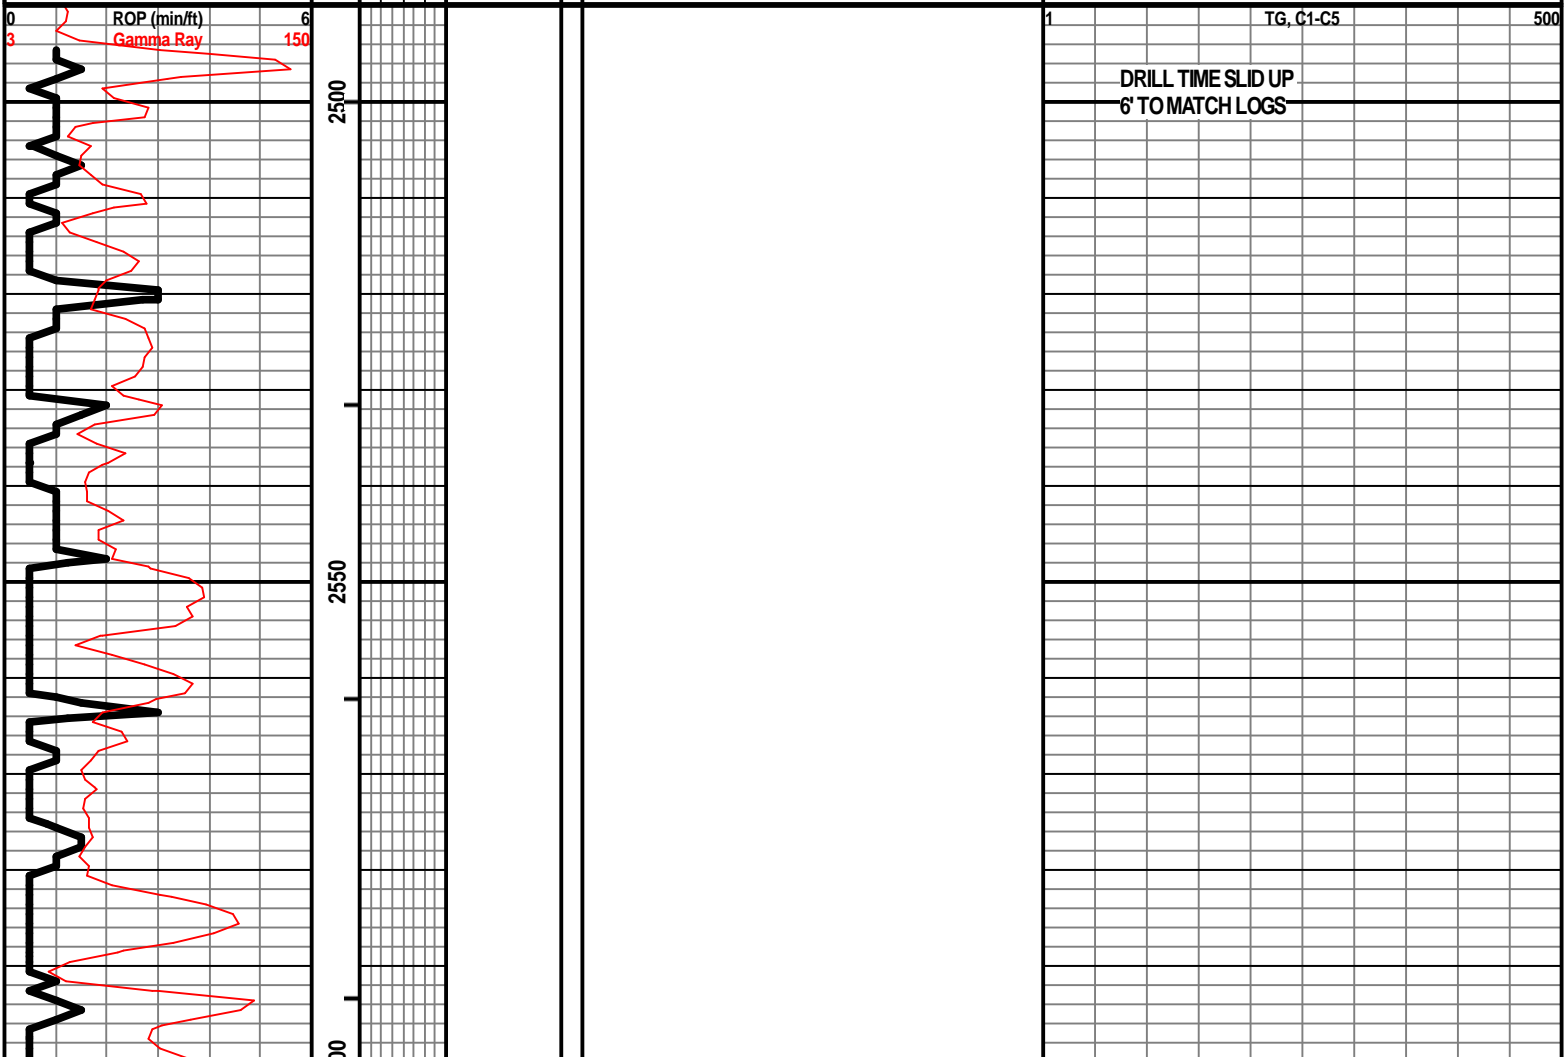 0 ROP (min/ft) 6
3 Gamma Ray 150
1 TG, C1-C5 500
DRILL TIME SLID UP
6' TO MATCH LOGS
2500
2550
00